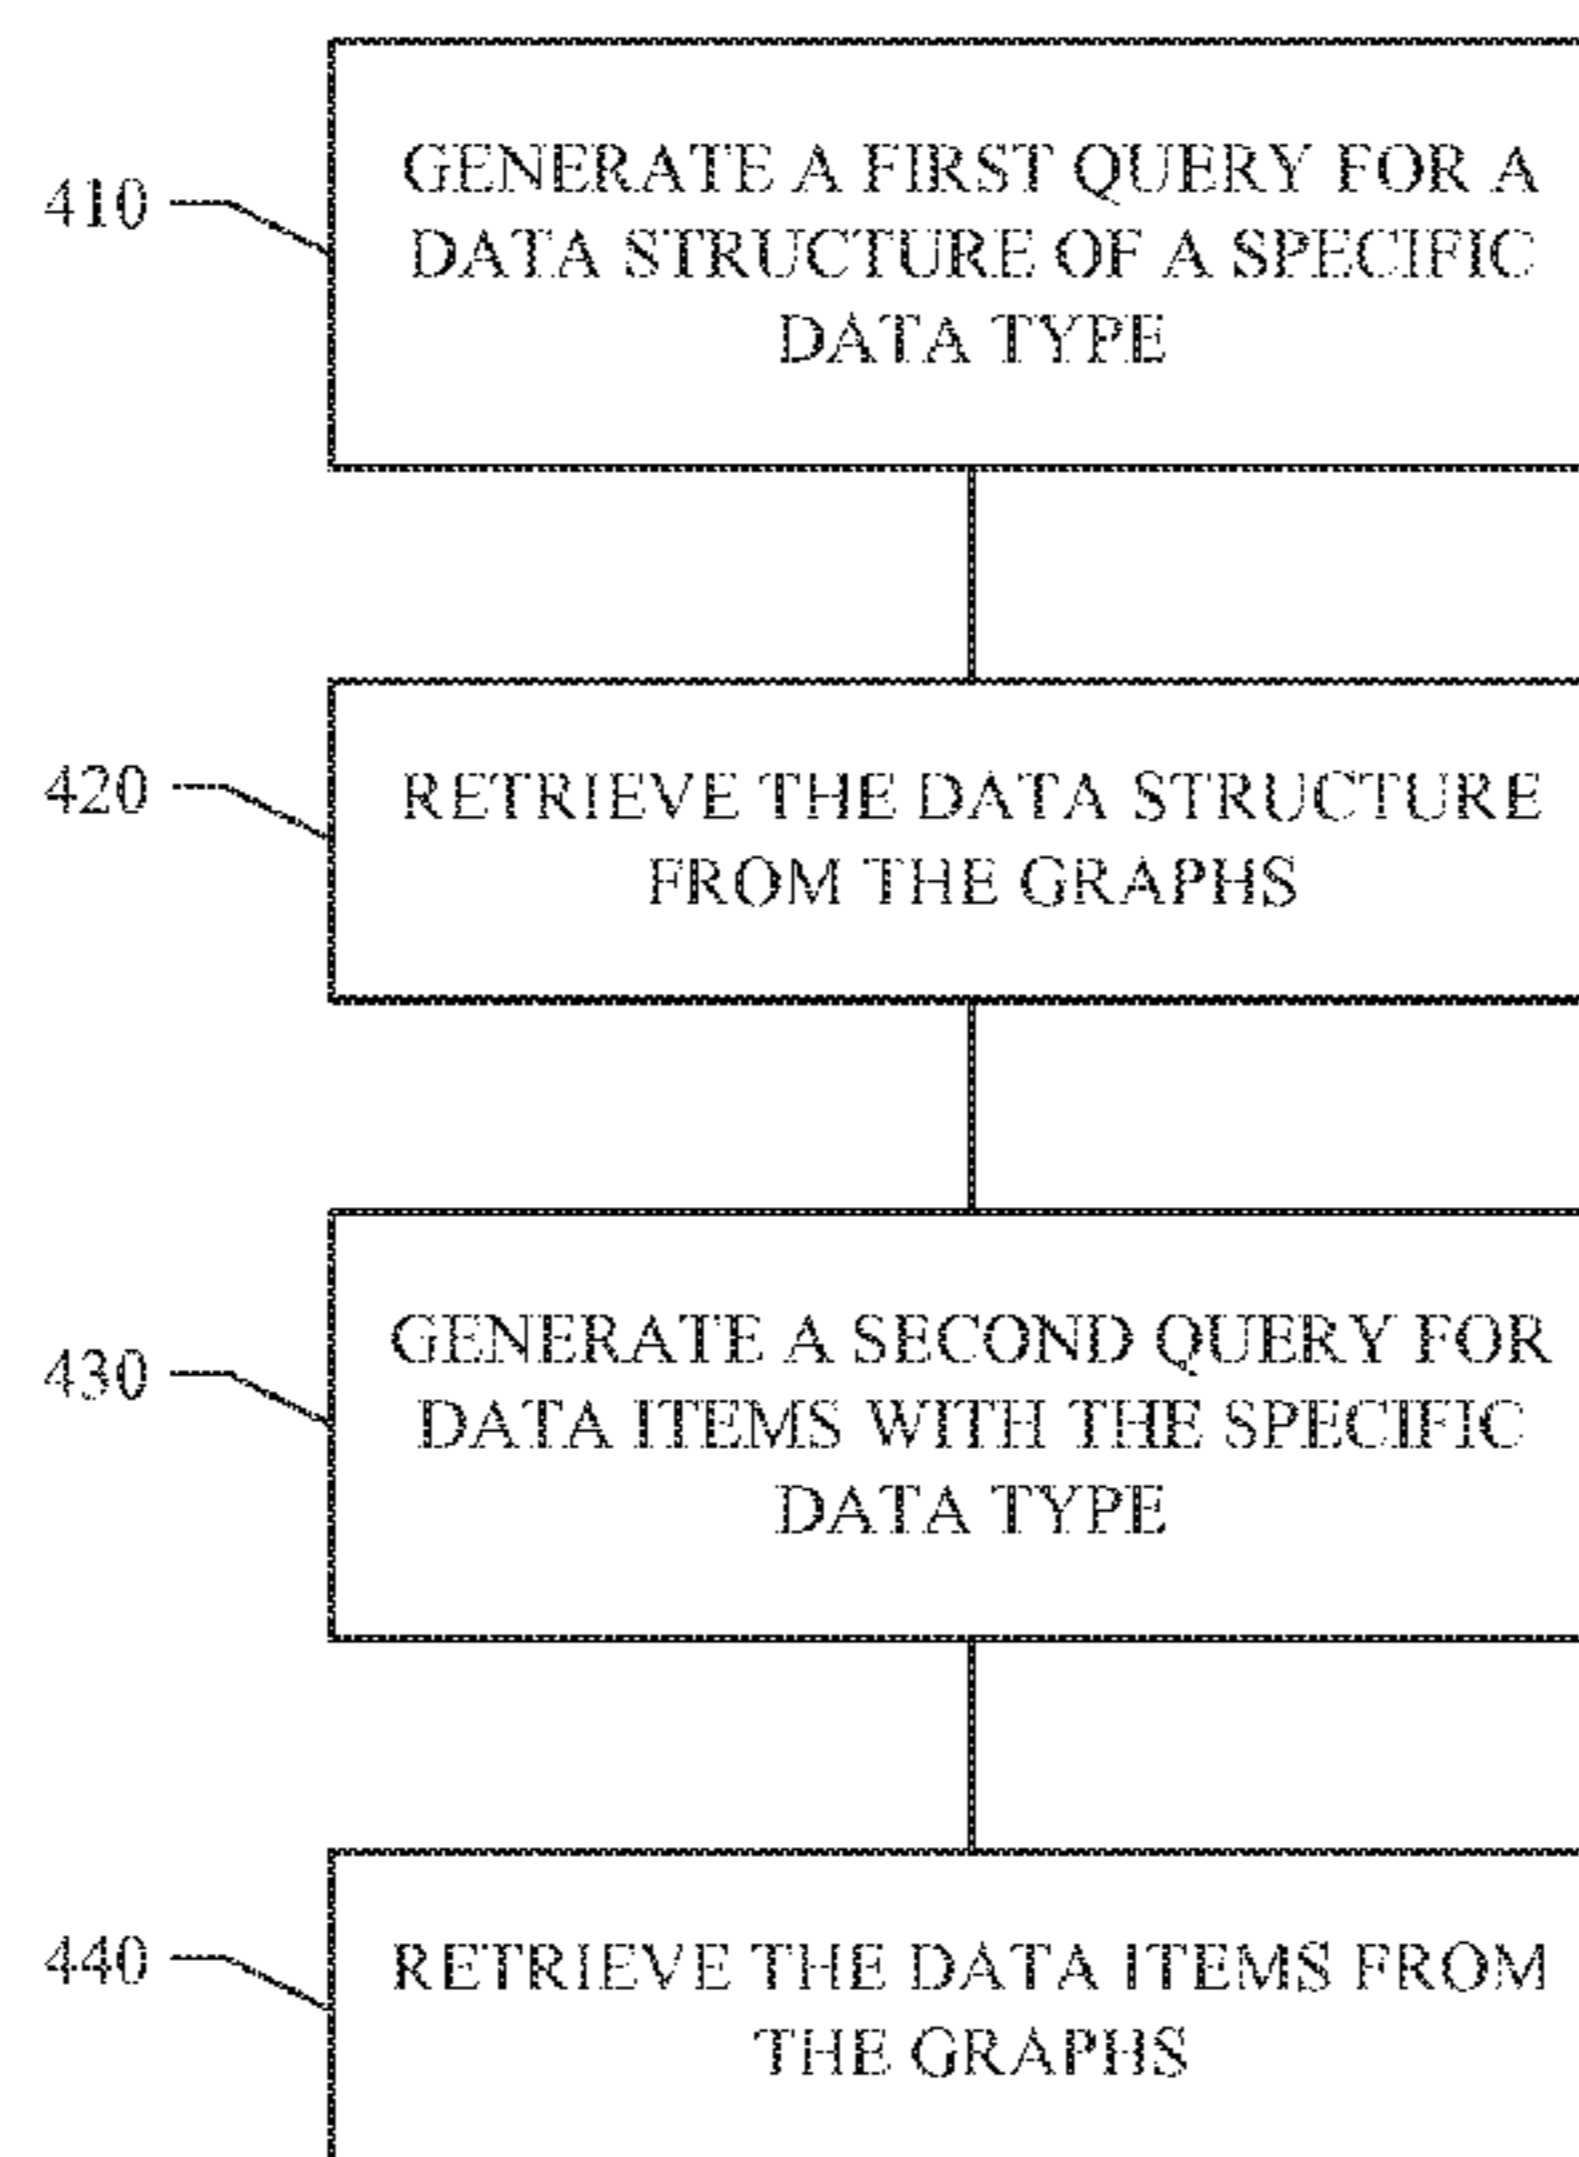 410
GENERATE A FIRST QUERY FOR A
DATA STRUCTURE OF A SPECIFIC
DATA TYPE
420
RETRIEVE THE DATA STRUCTURE
FROM THE GRAPHS
430
GENERATE A SECOND QUERY FOR
DATA ITEMS WITH THE SPECIFIC
DATA TYPE
440
RETRIEVE THE DATA ITEMS FROM
THE GRAPHS